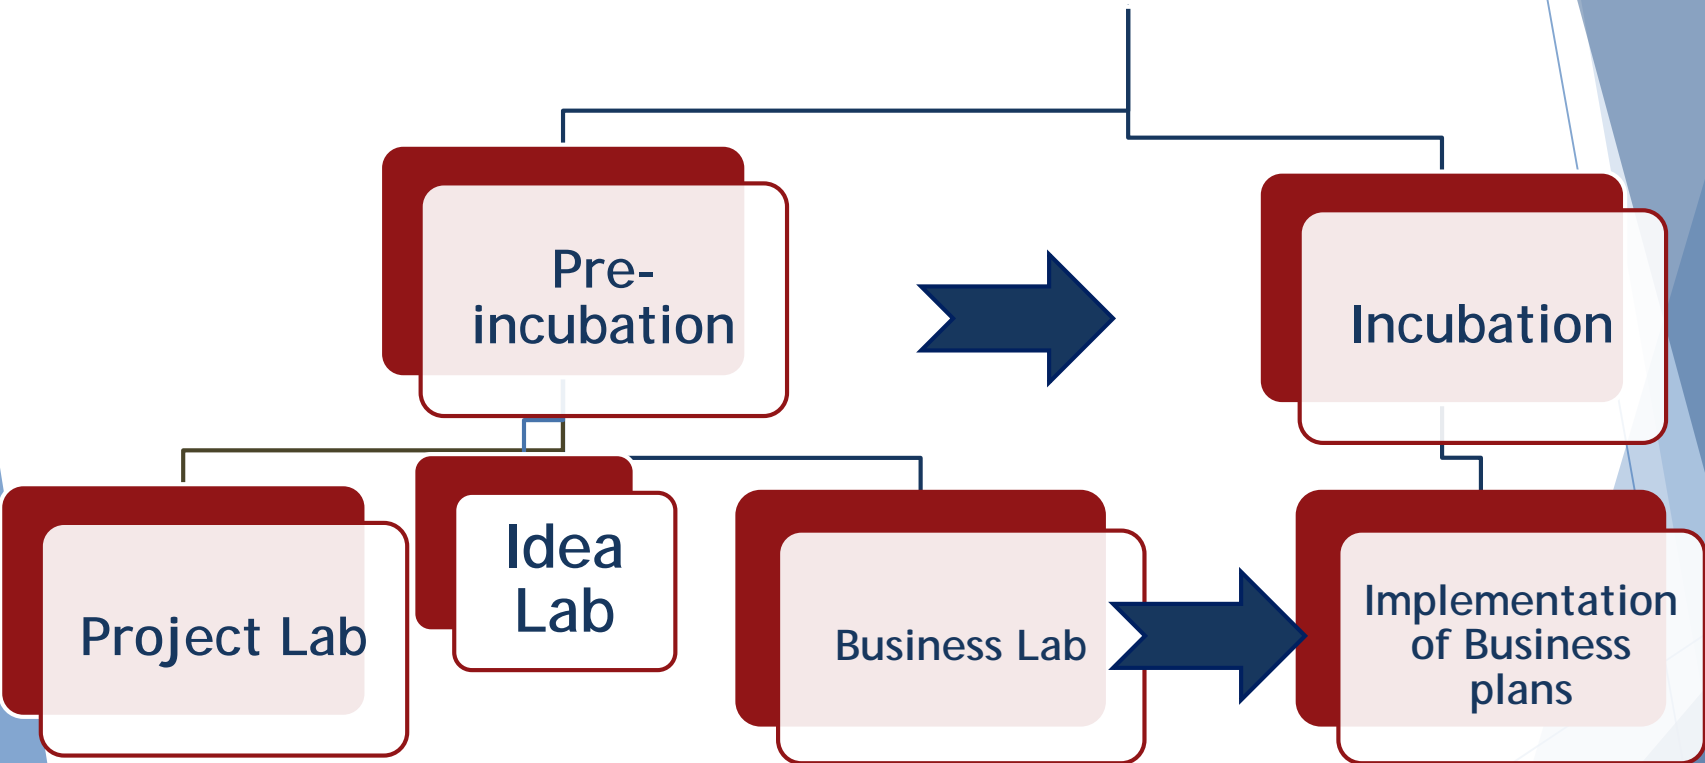 Pre-
incubation
Incubation
Project Lab
Idea
Lab
Business Lab
Implementation
of Business
plans